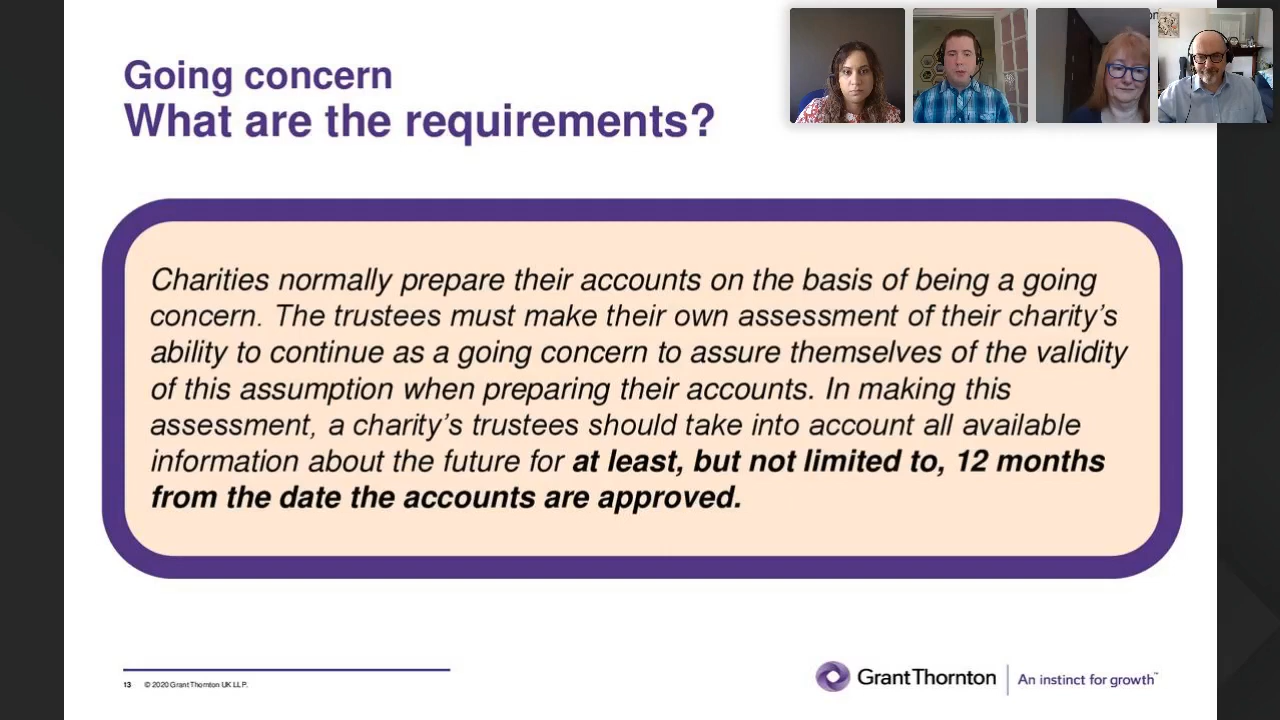 Going concern
What are the requirements?
Charities normally prepare their accounts on the basis of being a going
concern. The trustees must make their own assessment of their charity's
ability to continue as a going concern to assure themselves of the validity
of this assumption when preparing their accounts. In making this
assessment, a charity's trustees should take into account all available
information about the future for at least, but not limited to, 12 months
from the date the accounts are approved.
13 © 2020 Grant Thornton UK LLP.
Grant Thornton An instinct for growth™